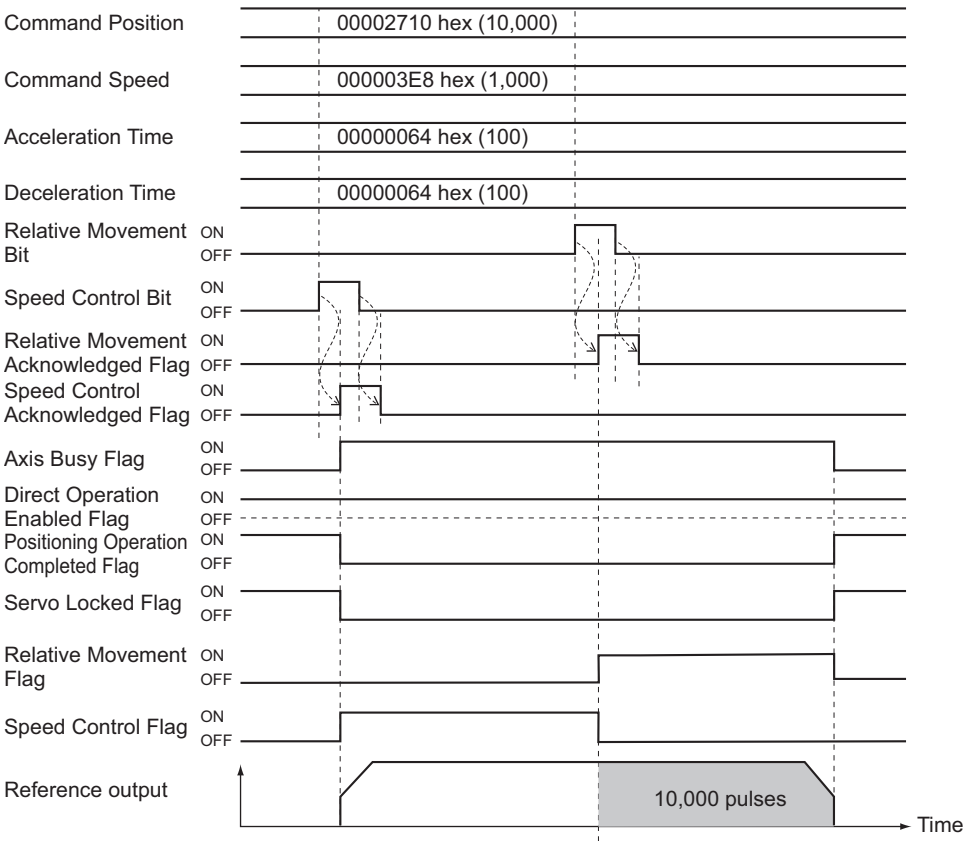 Command Position
00002710 hex (10,000)
Command Speed
000003E8 hex (1,000)
Acceleration Time
00000064 hex (100)
Deceleration Time
00000064 hex (100)
Relative Movement
Bit
ON
OFF
Speed Control Bit
ON
OFF
Relative Movement
Acknowledged Flag
ON
OFF
Speed Control
Acknowledged Flag
ON
OFF
Axis Busy Flag
ON
OFF
Direct Operation
Enabled Flag
ON
OFF
Positioning Operation
Completed Flag
ON
OFF
Servo Locked Flag
ON
OFF
Relative Movement
Flag
ON
OFF
Speed Control Flag
ON
OFF
Reference output
10,000 pulses
Time